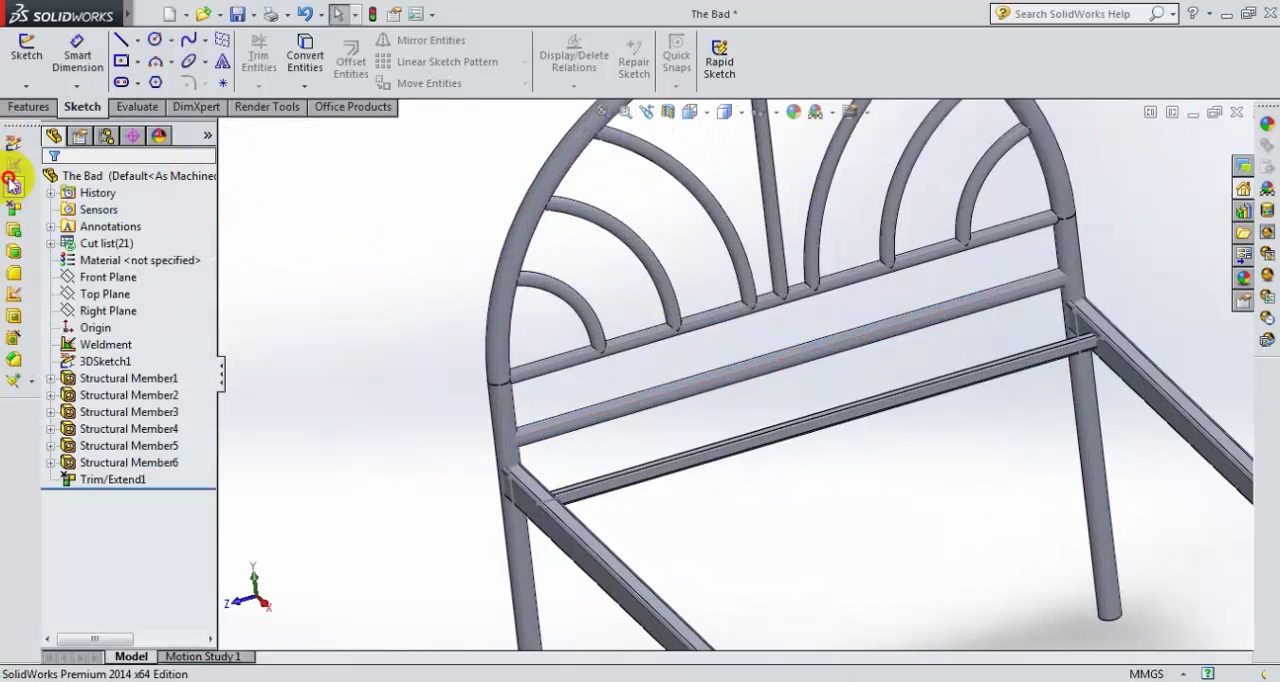 SOLIDWORKS
The Bad *
Search SolidWorks Help
Sketch
Smart Dimension
Trim Entities
Convert Entities
Offset Entities
Mirror Entities
Linear Sketch Pattern
Move Entities
Display/Delete Relations
Repair Sketch
Quick Snaps
Rapid Sketch
Features
Sketch
Evaluate
DimXpert
Render Tools
Office Products
The Bad (Default<As Machine
History
Sensors
Annotations
Cut list(21)
Material <not specified>
Front Plane
Top Plane
Right Plane
Origin
Weldment
3DSketch1
Structural Member1
Structural Member2
Structural Member3
Structural Member4
Structural Member5
Structural Member6
Trim/Extend1
Y
Z
X
Model
Motion Study 1
SolidWorks Premium 2014 x64 Edition
MMGS